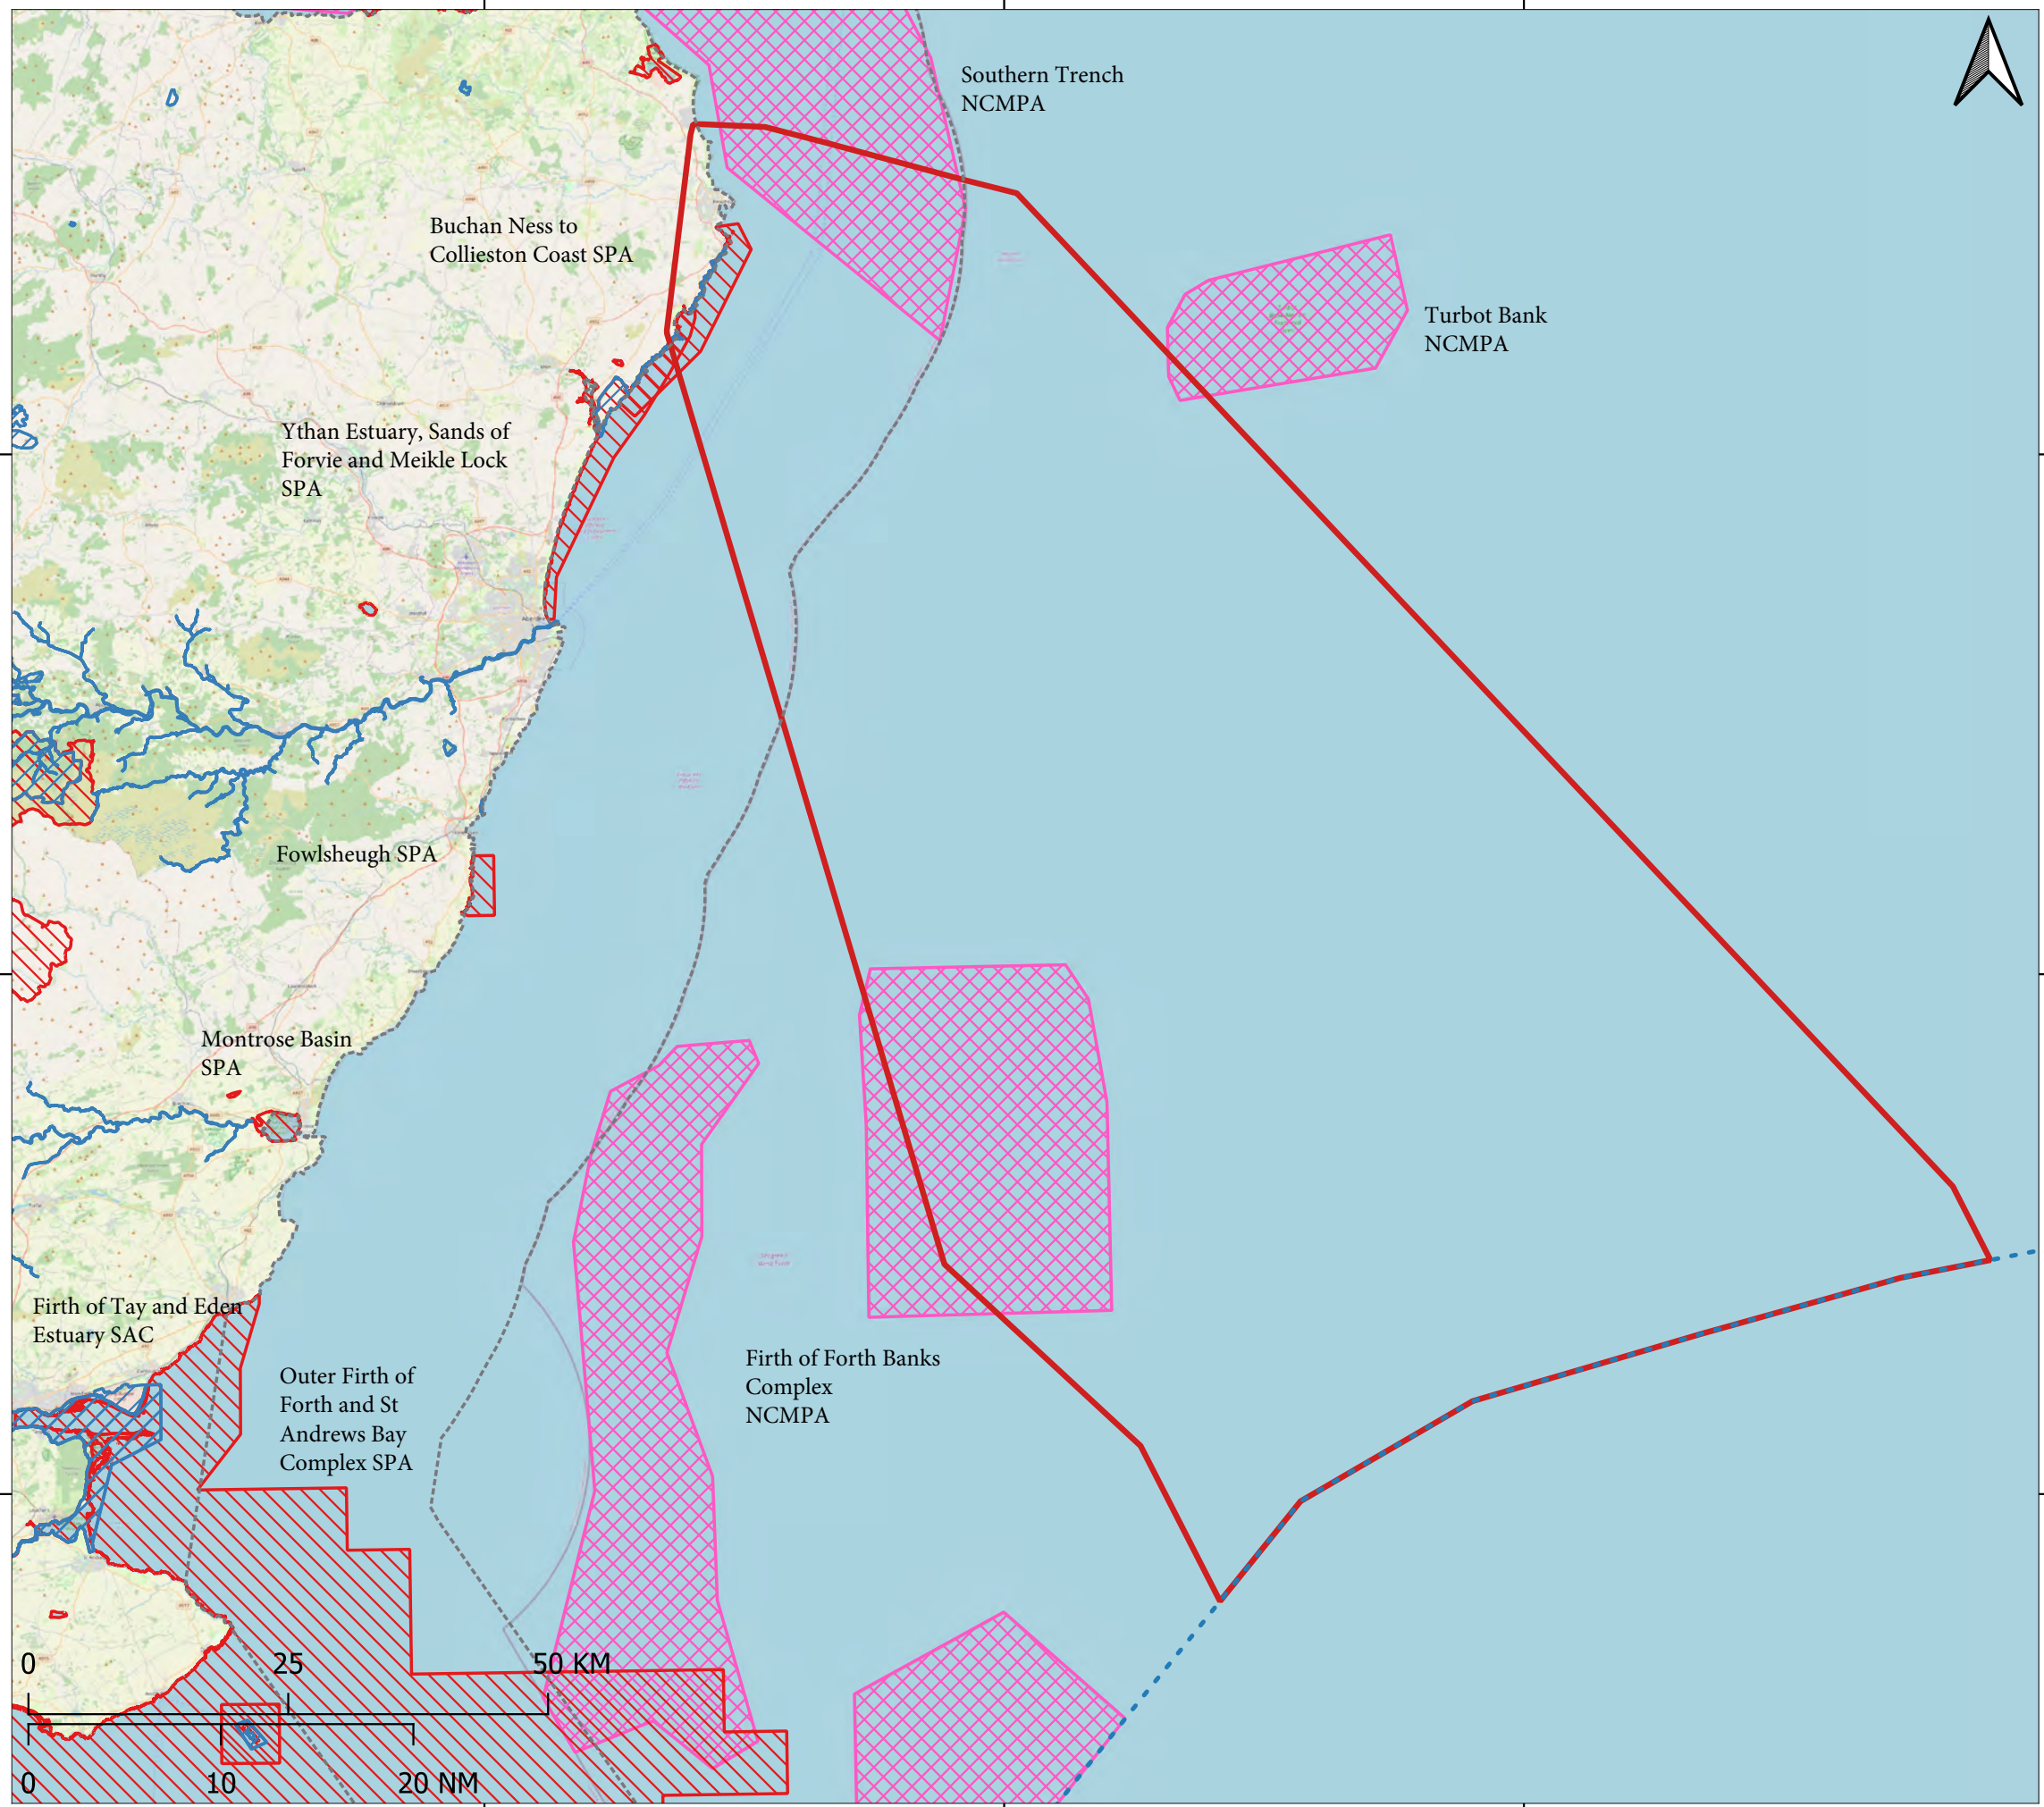 Southern Trench
NCMPA
Buchan Ness to
Collieston Coast SPA
Turbot Bank
NCMPA
Ythan Estuary, Sands of
Forvie and Meikle Lock
SPA
Fowlsheugh SPA
Montrose Basin
SPA
Firth of Tay and Eden
Estuary SAC
Outer Firth of
Forth and St
Andrews Bay
Complex SPA
Firth of Forth Banks
Complex
NCMPA
0 25 50 KM
0 10 20 NM